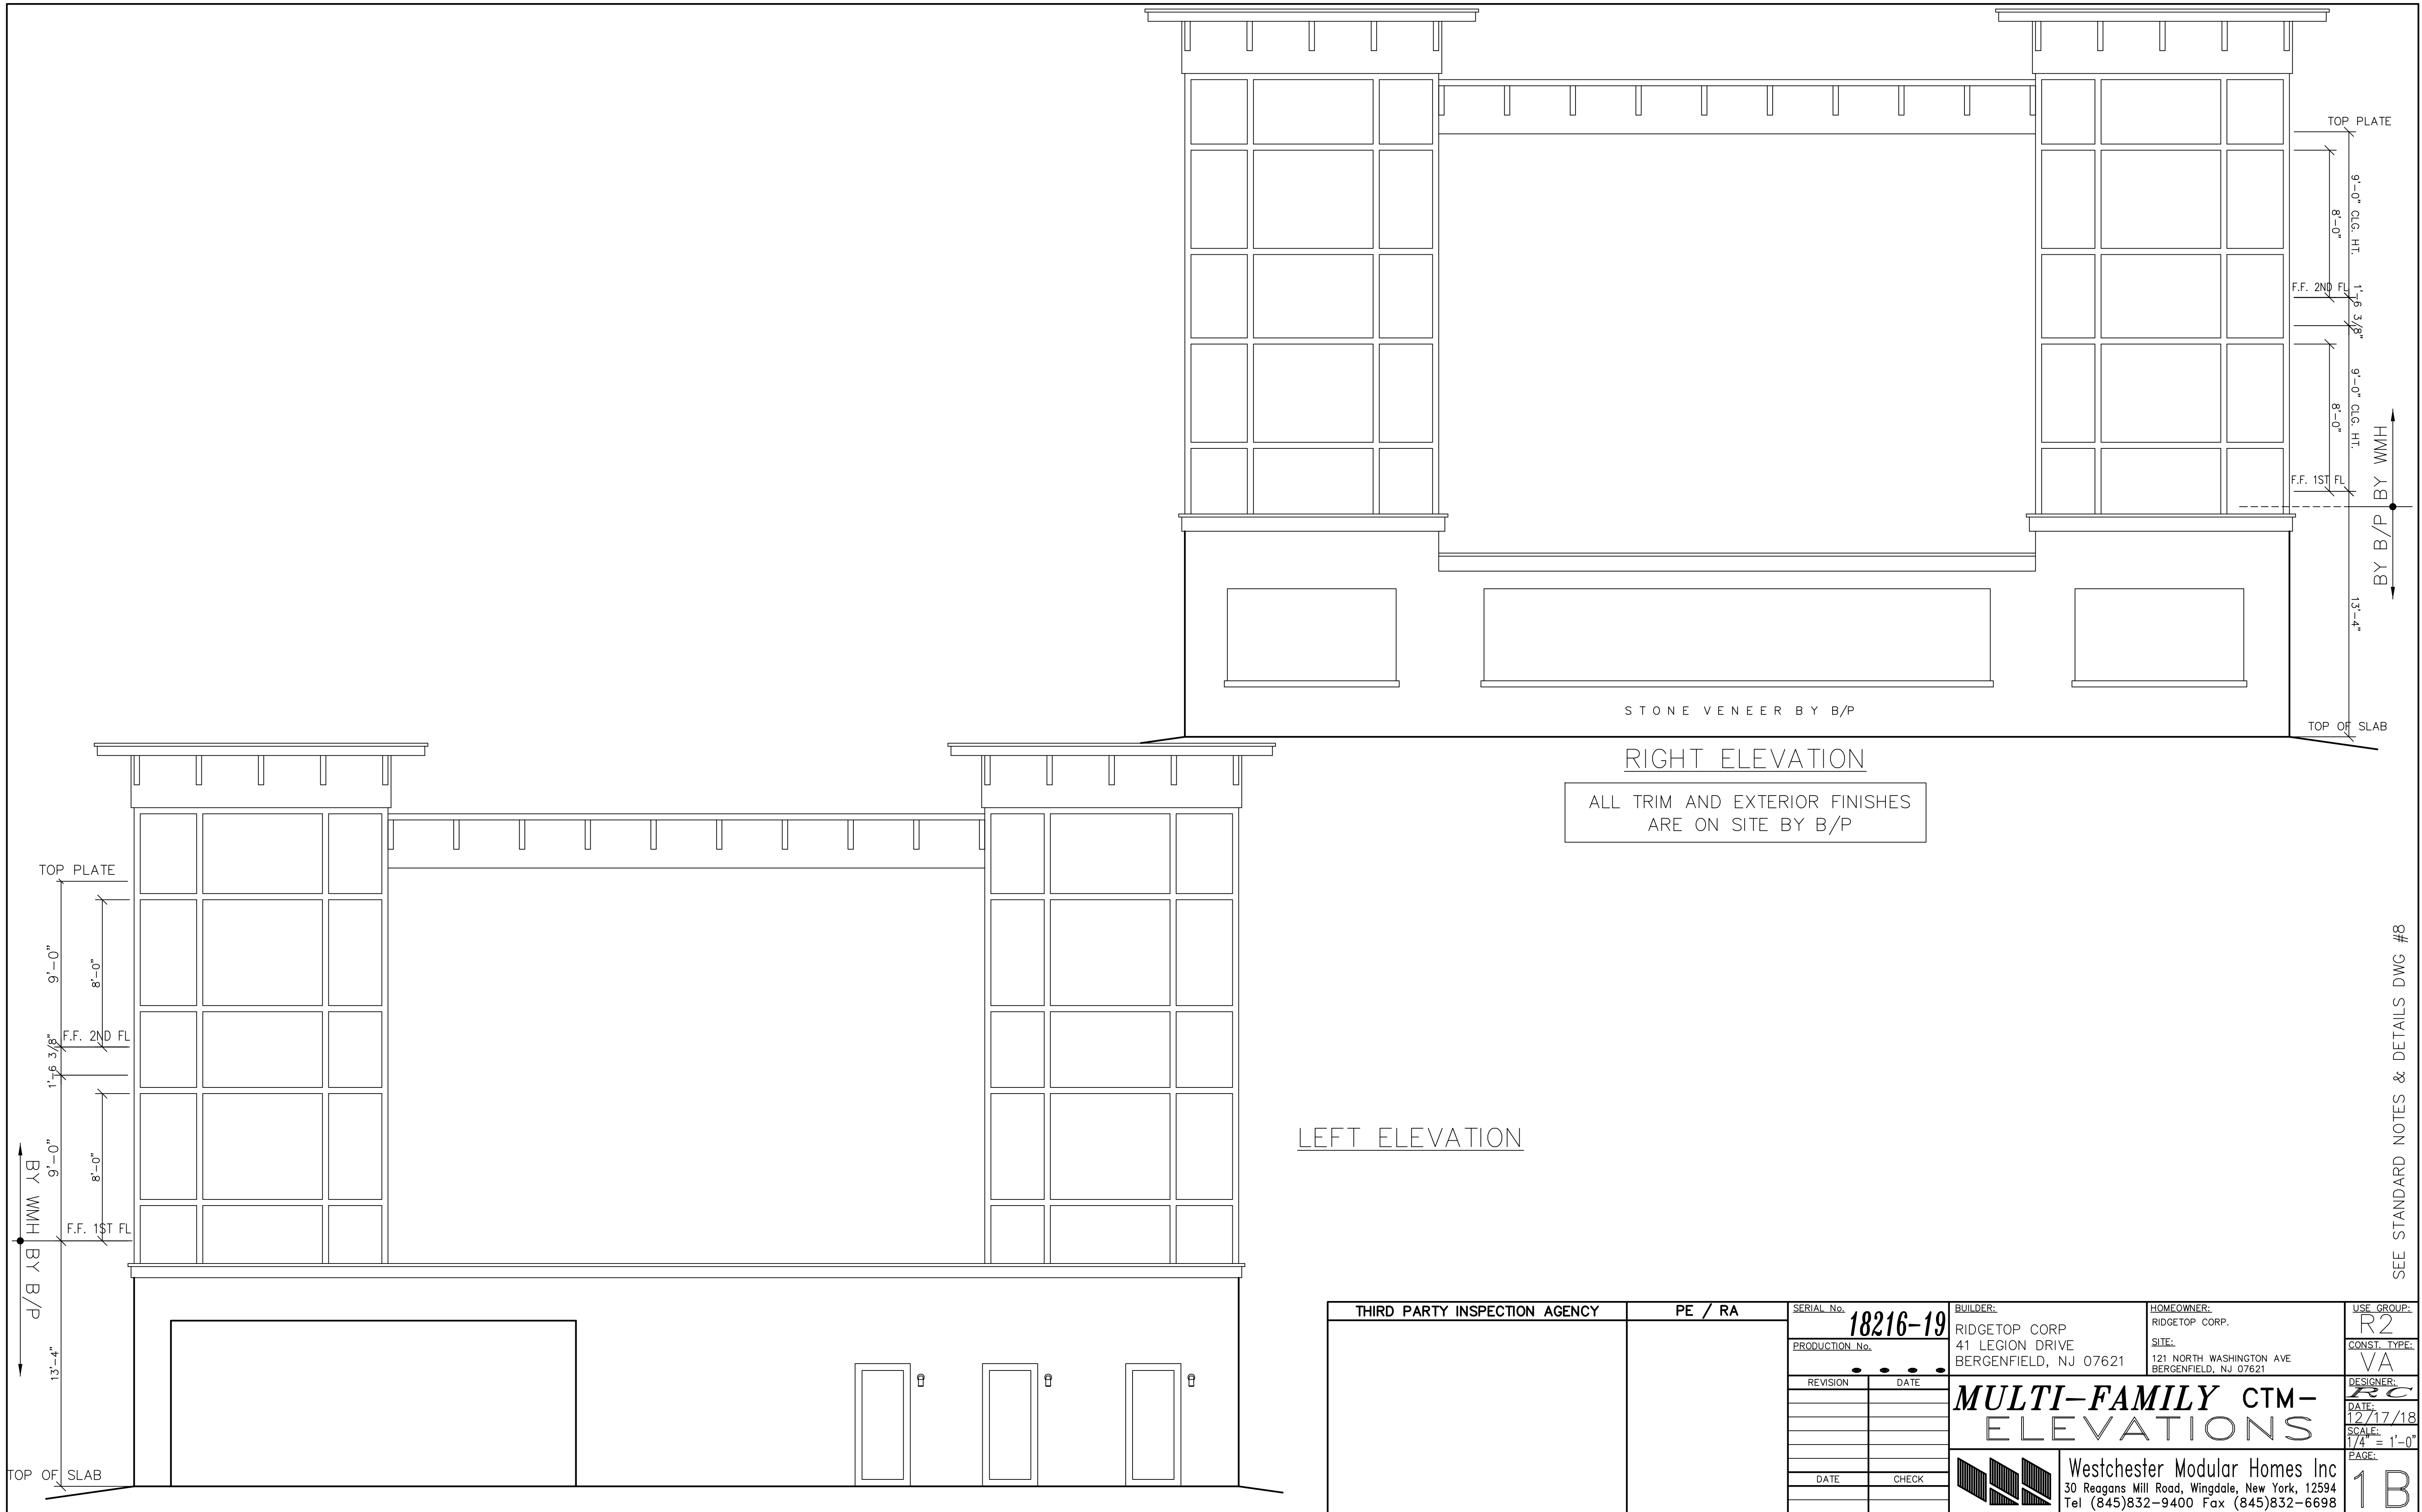 TOP PLATE
9'-0" CLG. HT.
8'-0"
F.F. 2ND FL
1'-6 3/8"
9'-0" CLG. HT.
8'-0"
BY WMH
F.F. 1ST FL
BY B/P
13'-4"
STONE VENEER BY B/P
TOP OF SLAB
RIGHT ELEVATION
ALL TRIM AND EXTERIOR FINISHES
ARE ON SITE BY B/P
TOP PLATE
9'-0"
8'-0"
F.F. 2ND FL
1'-6 3/8"
9'-0"
8'-0"
BY WMH
F.F. 1ST FL
BY B/P
13'-4"
TOP OF SLAB
LEFT ELEVATION
SEE STANDARD NOTES & DETAILS DWG #8
THIRD PARTY INSPECTION AGENCY
PE / RA
SERIAL No.
18216-19
PRODUCTION No.
REVISION DATE
DATE CHECK
BUILDER:
RIDGETOP CORP
41 LEGION DRIVE
BERGENFIELD, NJ 07621
HOMEOWNER:
RIDGETOP CORP.
SITE:
121 NORTH WASHINGTON AVE
BERGENFIELD, NJ 07621
MULTI-FAMILY CTM-
ELEVATIONS
Westchester Modular Homes Inc
30 Reagans Mill Road, Wingdale, New York, 12594
Tel (845)832-9400 Fax (845)832-6698
USE GROUP:
R2
CONST. TYPE:
VA
DESIGNER:
RC
DATE:
12/17/18
SCALE:
1/4" = 1'-0"
PAGE:
1B